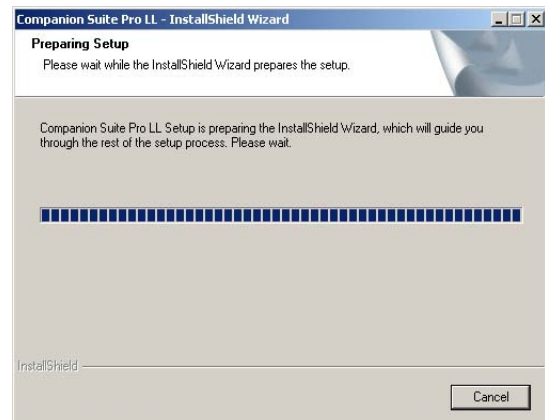 Companion Suite Pro LL - InstallShield Wizard
Preparing Setup
Please wait while the InstallShield Wizard prepares the setup.
Companion Suite Pro LL Setup is preparing the InstallShield Wizard, which will guide you
through the rest of the setup process. Please wait.
InstallShield
Cancel